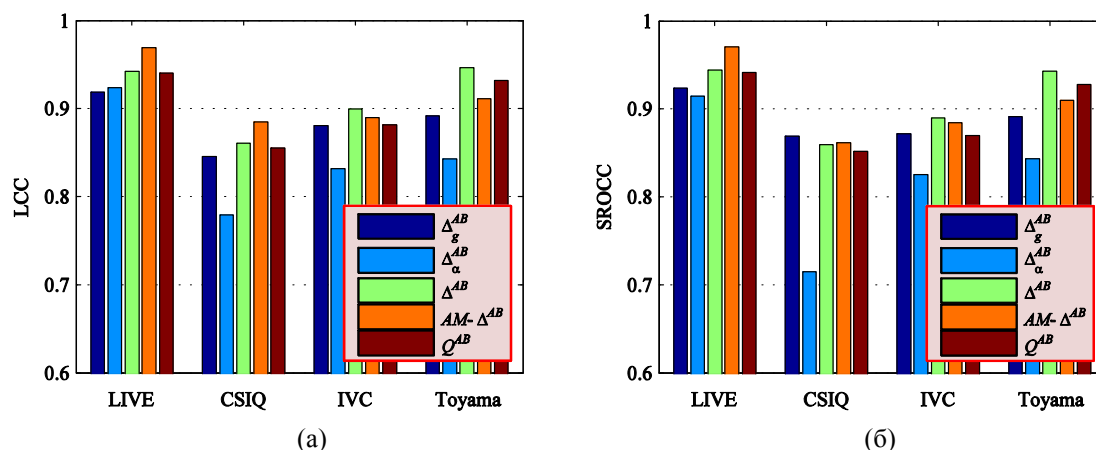 1
0.9
0.8
0.7
0.6
LCC
Δ_g^{AB}
Δ_α^{AB}
Δ^{AB}
AM- Δ^{AB}
Q^{AB}
LIVE CSIQ IVC Toyama
(а)
1
0.9
0.8
0.7
0.6
SROCC
Δ_g^{AB}
Δ_α^{AB}
Δ^{AB}
AM- Δ^{AB}
Q^{AB}
LIVE CSIQ IVC Toyama
(б)